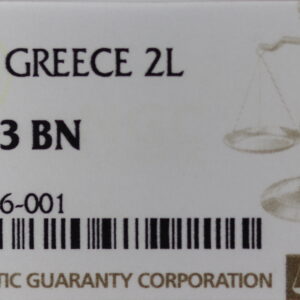 GREECE 2L
3 BN
6-001
TIC GUARANTY CORPORATION